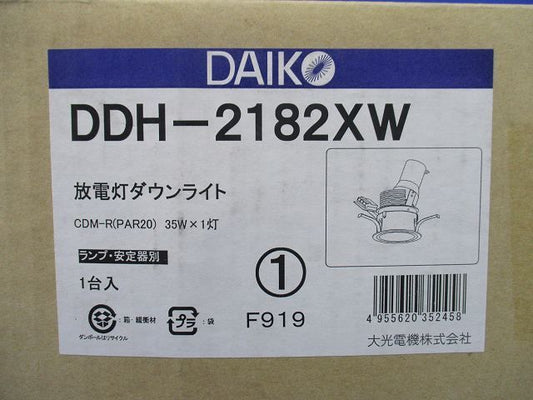 DAIKO
DDH-2182XW
放電灯ダウンライト
CDM-R(PAR20) 35W×1灯
ランプ・安定器別
1台入
①
F919
:箱・緩衝材
ダンボールはリサイクル
プラ
:袋
4 955620 352458
大光電機株式会社